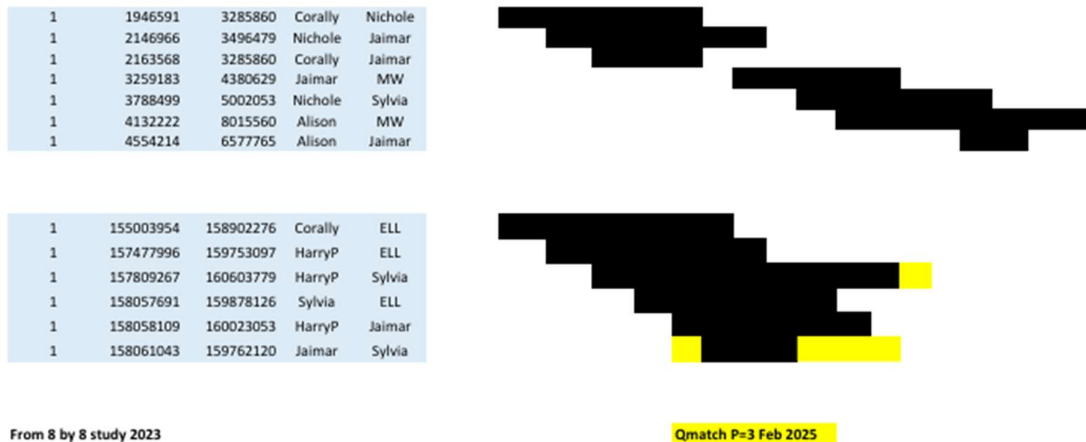 1 1946591 3285860 Corally Nichole
1 2146966 3496479 Nichole Jaimar
1 2163568 3285860 Corally Jaimar
1 3259183 4380629 Jaimar MW
1 3788499 5002053 Nichole Sylvia
1 4132222 8015560 Alison MW
1 4554214 6577765 Alison Jaimar
1 155003954 158902276 Corally ELL
1 157477996 159753097 HarryP ELL
1 157809267 160603779 HarryP Sylvia
1 158057691 159878126 Sylvia ELL
1 158058109 160023053 HarryP Jaimar
1 158061043 159762120 Jaimar Sylvia
From 8 by 8 study 2023 Qmatch P=3 Feb 2025